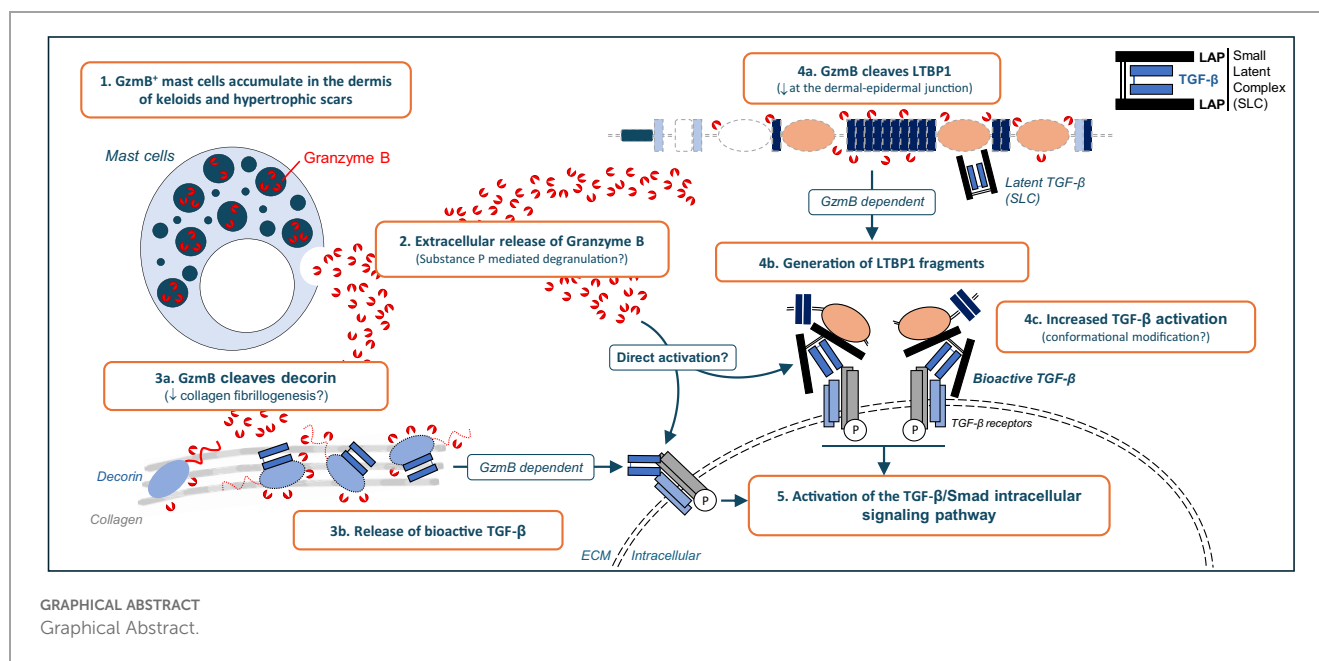 1. GzmB⁺ mast cells accumulate in the dermis
of keloids and hypertrophic scars
Mast cells
Granzyme B
2. Extracellular release of Granzyme B
(Substance P mediated degranulation?)
3a. GzmB cleaves decorin
(↓ collagen fibrillogenesis?)
Decorin
Collagen
3b. Release of bioactive TGF-β
GzmB dependent
Direct activation?
4a. GzmB cleaves LTBP1
(↓ at the dermal-epidermal junction)
LAP
TGF-β
LAP
Small
Latent
Complex
(SLC)
Latent TGF-β
(SLC)
GzmB dependent
4b. Generation of LTBP1 fragments
4c. Increased TGF-β activation
(conformational modification?)
Bioactive TGF-β
TGF-β receptors
P
P
P
5. Activation of the TGF-β/Smad intracellular
signaling pathway
ECM
Intracellular
GRAPHICAL ABSTRACT
Graphical Abstract.